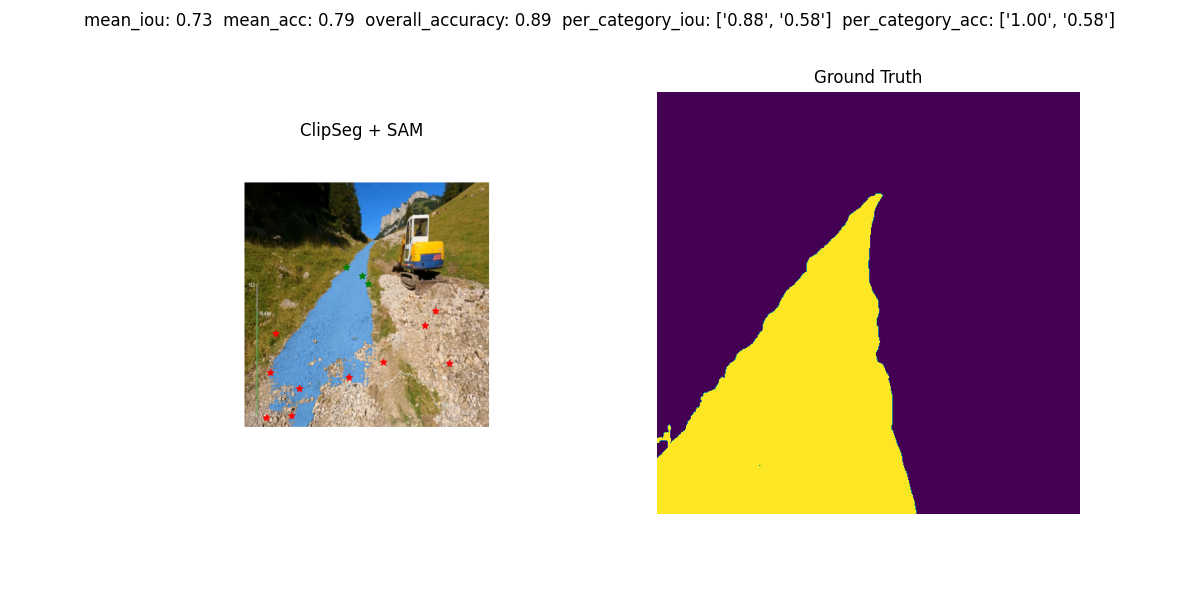 mean_iou: 0.73  mean_acc: 0.79  overall_accuracy: 0.89  per_category_iou: ['0.88', '0.58']  per_category_acc: ['1.00', '0.58']
Ground Truth
ClipSeg + SAM